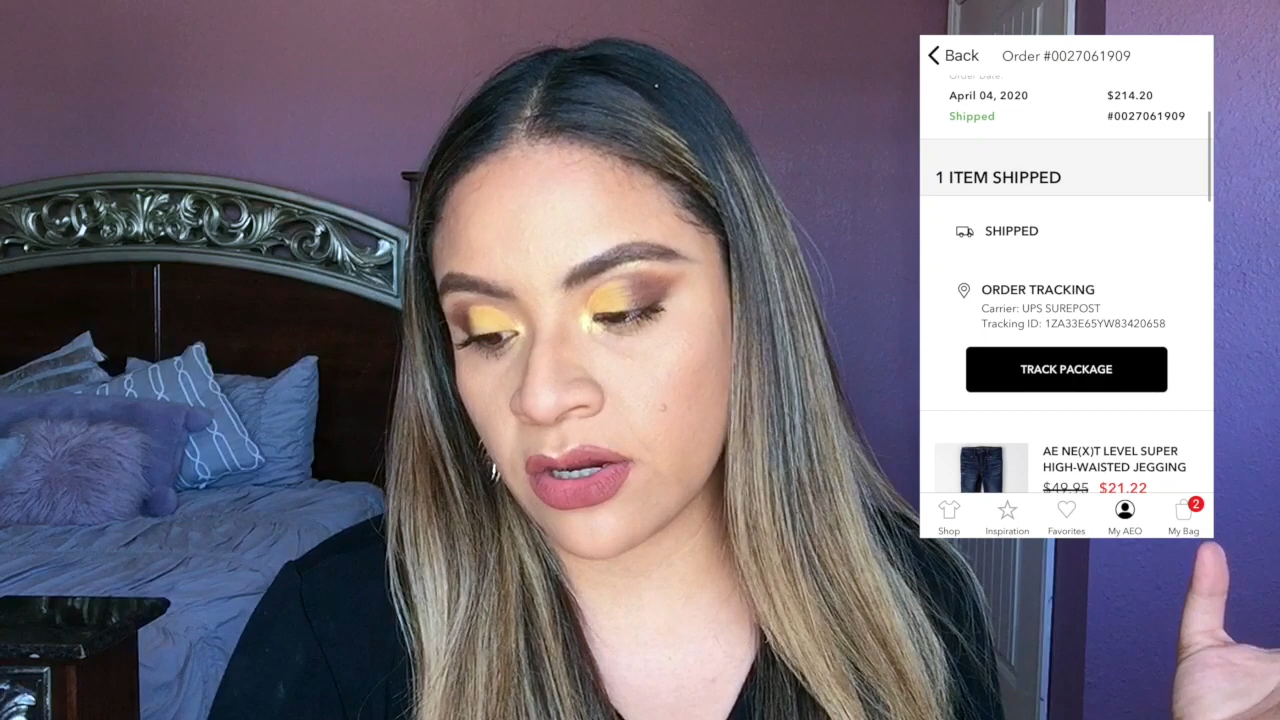 Back Order #0027061909
Order Date:
April 04, 2020 $214.20
Shipped #0027061909
1 ITEM SHIPPED
SHIPPED
ORDER TRACKING
Carrier: UPS SUREPOST
Tracking ID: 1ZA33E65YW83420658
TRACK PACKAGE
AE NE(X)T LEVEL SUPER
HIGH-WAISTED JEGGING
$49.95 $21.22
Shop Inspiration Favorites My AEO My Bag
2